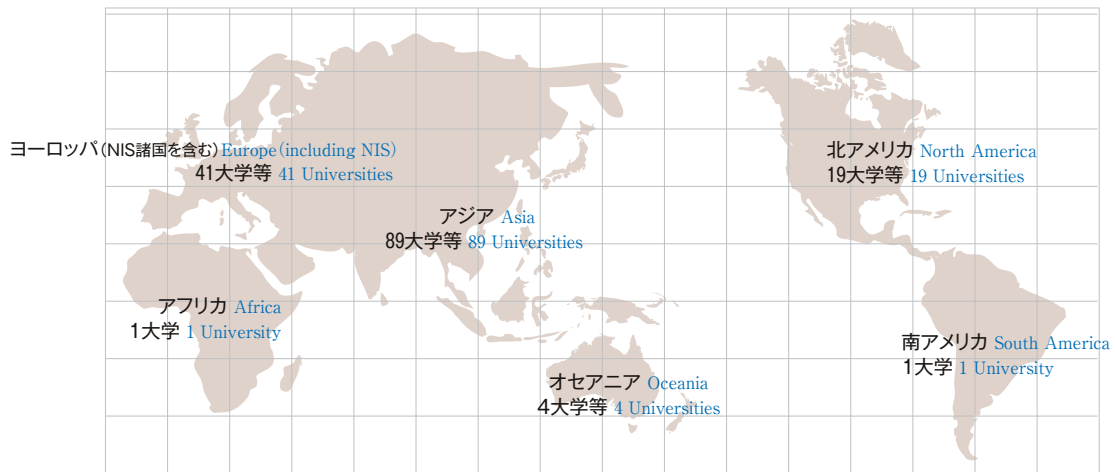 ヨーロッパ（NIS諸国を含む）Europe（including NIS）
41大学等 41 Universities
北アメリカ North America
19大学等 19 Universities
アジア Asia
89大学等 89 Universities
アフリカ Africa
1大学 1 University
南アメリカ South America
1大学 1 University
オセアニア Oceania
4大学等 4 Universities